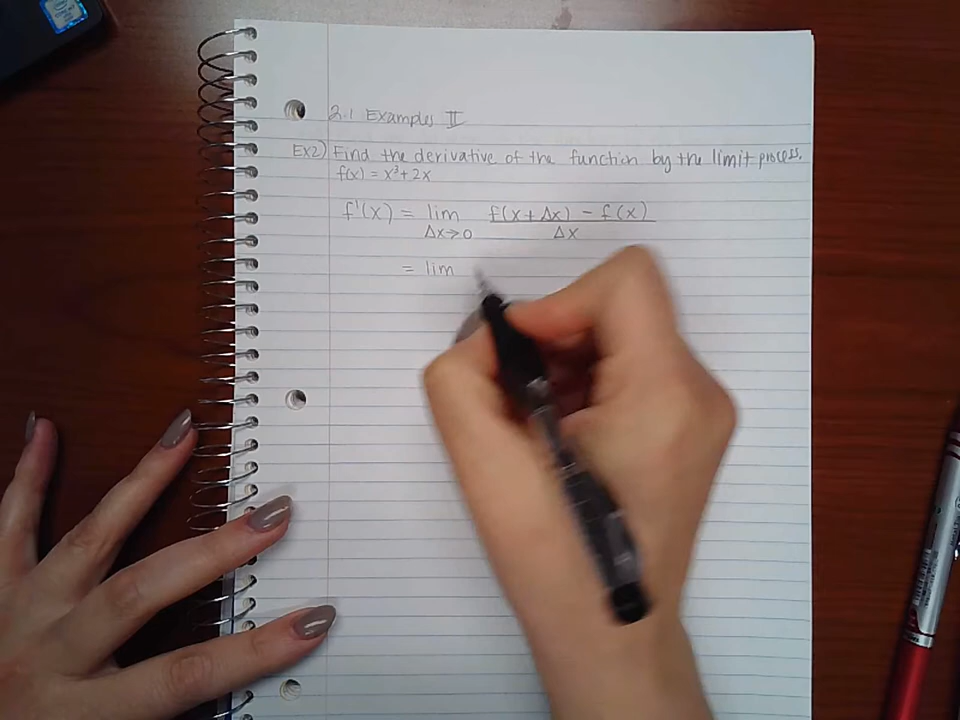 2.1 Examples II
Ex2) Find the derivative of the function by the limit process.
f(x) = x³ + 2x
f'(x) = lim f(x + Δx) - f(x)
Δx→0 Δx
= lim